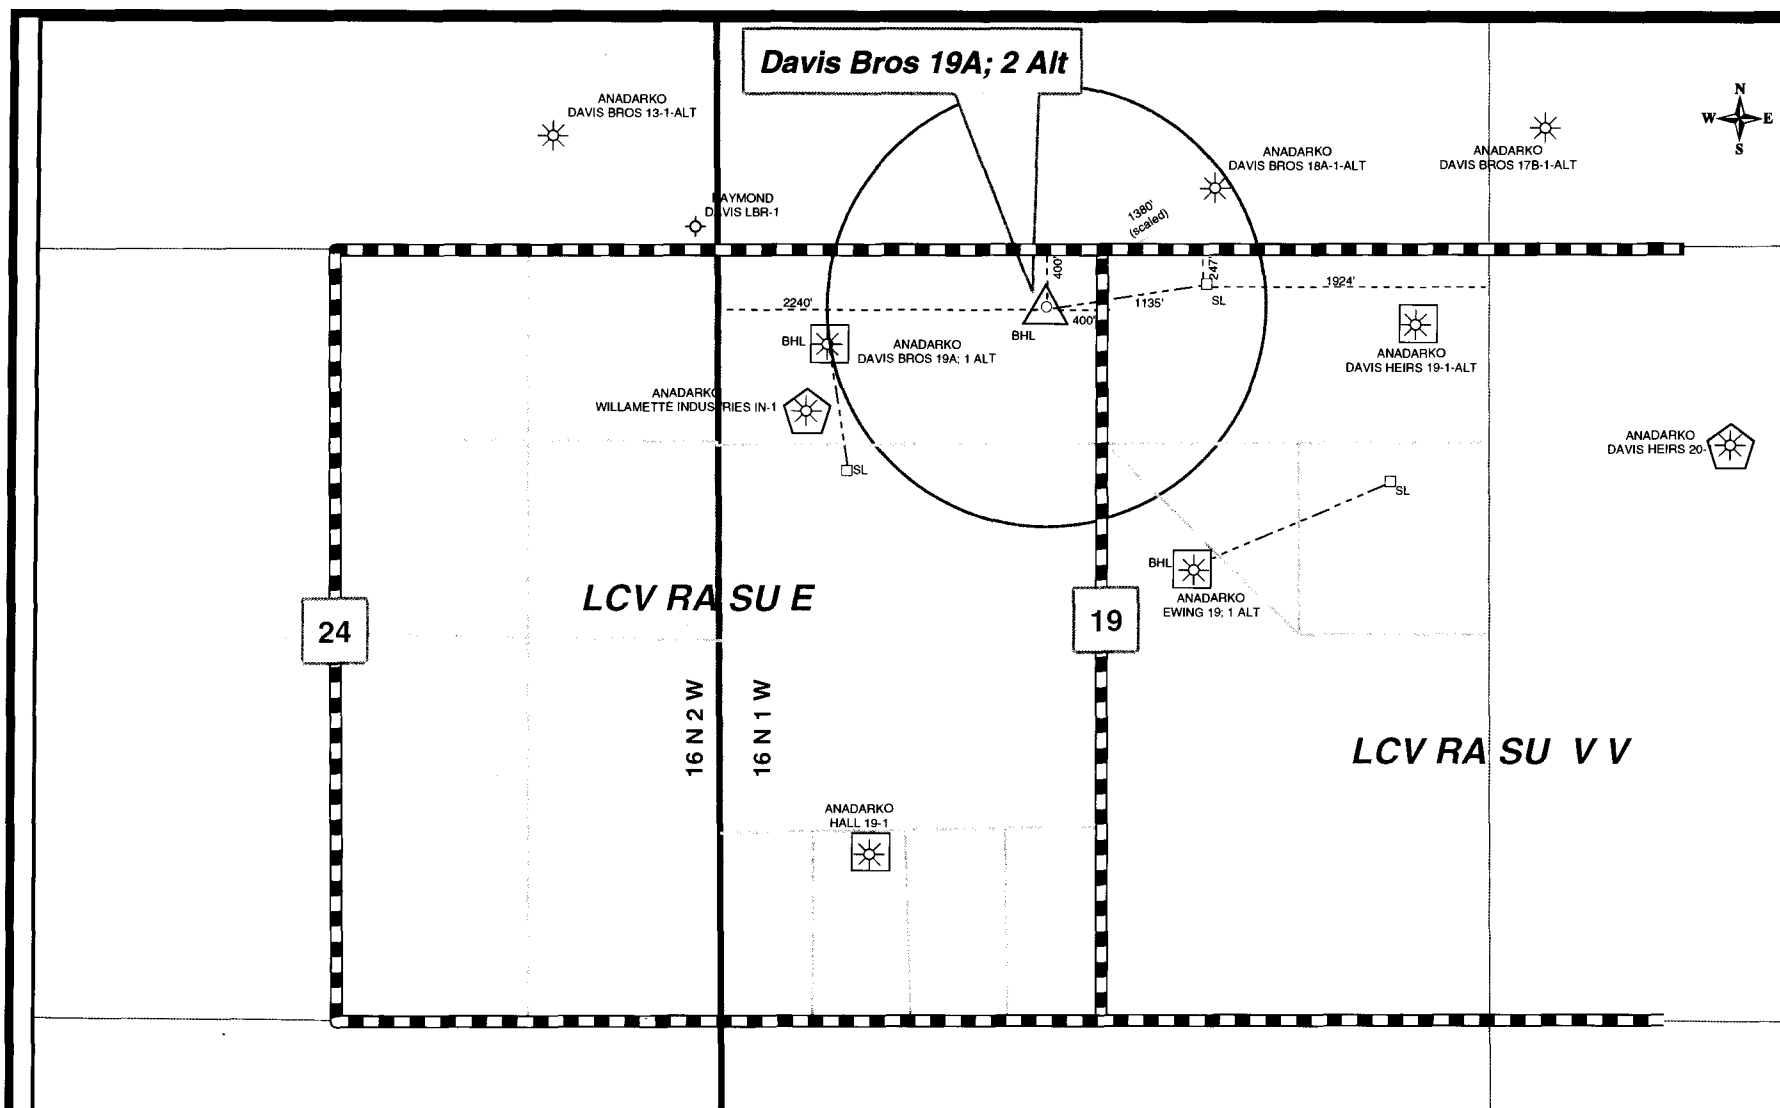 Davis Bros 19A; 2 Alt
N
W E
S
ANADARKO
DAVIS BROS 13-1-ALT
ANADARKO
DAVIS BROS 18A-1-ALT
ANADARKO
DAVIS BROS 17B-1-ALT
RAYMOND
DAVIS LBR-1
1380'
(scaled)
400'
247'
2240'
1135'
1924'
SL
400'
BHL
BHL
ANADARKO
DAVIS BROS 19A; 1 ALT
ANADARKO
DAVIS HEIRS 19-1-ALT
ANADARKO
WILLAMETTE INDUSTRIES IN-1
ANADARKO
DAVIS HEIRS 20-
SL
SL
BHL
ANADARKO
EWING 19; 1 ALT
LCV RA SU E
24
19
16 N 2 W
16 N 1 W
LCV RA SU V V
ANADARKO
HALL 19-1